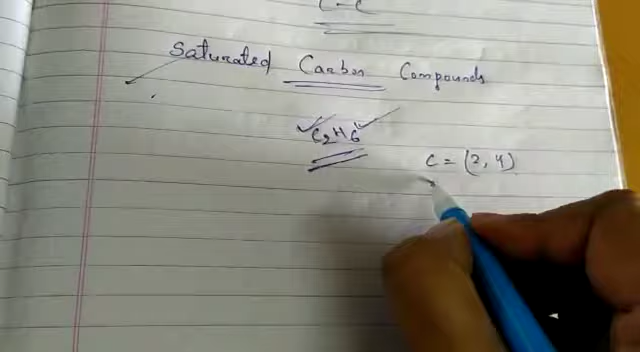 C-C
Saturated Carbon Compounds
C₂H₆
C = (2, 4)